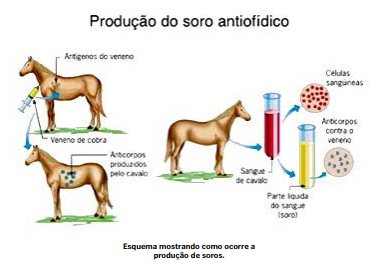 Produção do soro antiofídico
Antígenos do veneno
Veneno de cobra
Anticorpos
produzidos
pelo cavalo
Células
sangüíneas
Anticorpos
contra o
veneno
Sangue
de cavalo
Parte líquida
do sangue
(soro)
Esquema mostrando como ocorre a
produção de soros.